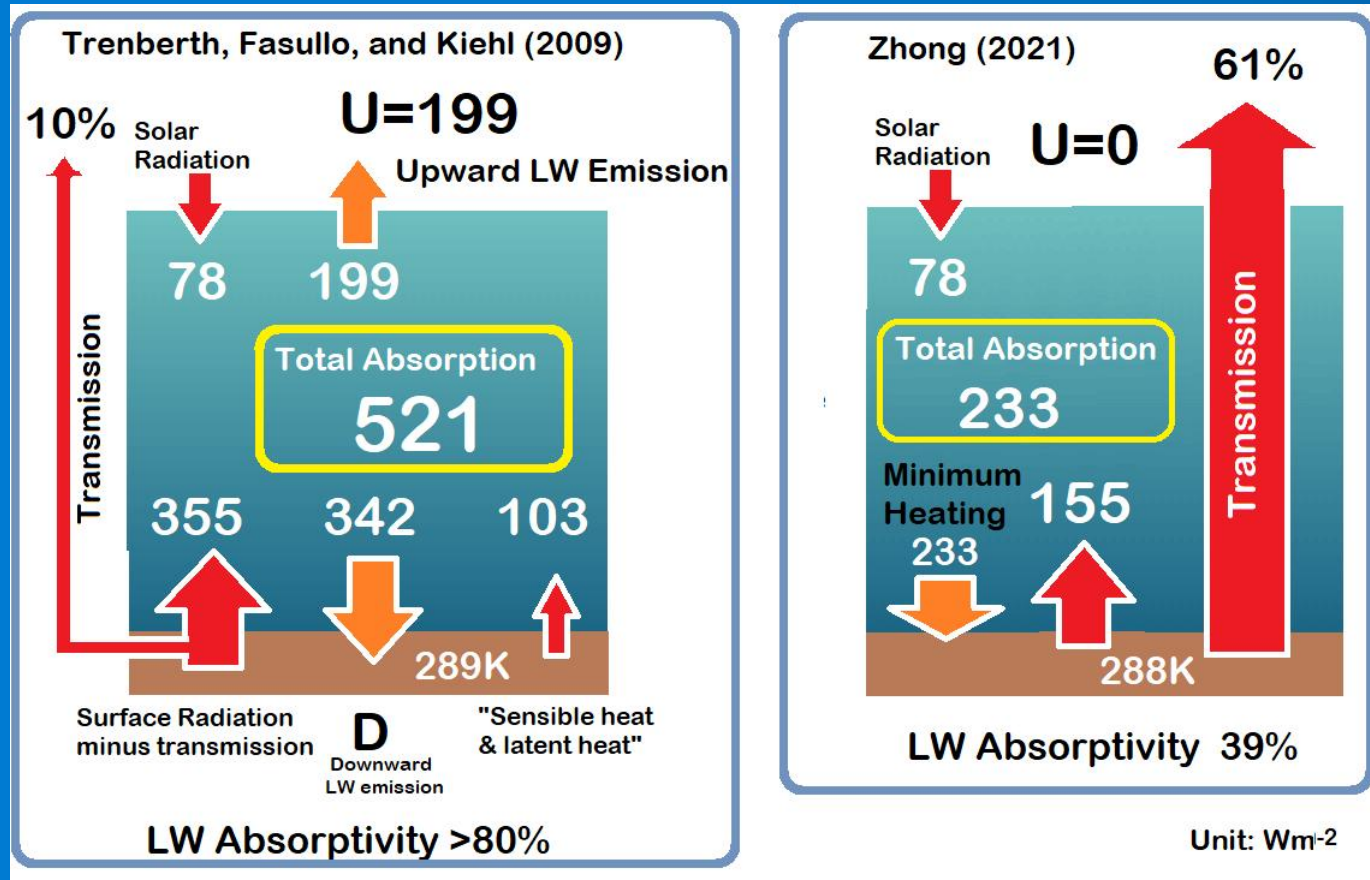 Trenberth, Fasullo, and Kiehl (2009)
10%
Solar
Radiation
U=199
Upward LW Emission
78
199
Transmission
Total Absorption
521
355
342
103
289K
Surface Radiation
minus transmission
D
Downward
LW emission
"Sensible heat
& latent heat"
LW Absorptivity >80%
Zhong (2021)
61%
Solar
Radiation
U=0
78
Total Absorption
233
Transmission
Minimum
Heating
233
155
288K
LW Absorptivity 39%
Unit: Wm-2